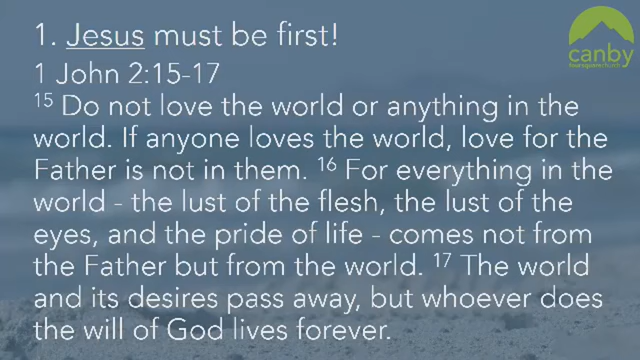 1. Jesus must be first!
canby
foursquarechurch
1 John 2:15-17
15 Do not love the world or anything in the
world. If anyone loves the world, love for the
Father is not in them. 16 For everything in the
world - the lust of the flesh, the lust of the
eyes, and the pride of life - comes not from
the Father but from the world. 17 The world
and its desires pass away, but whoever does
the will of God lives forever.